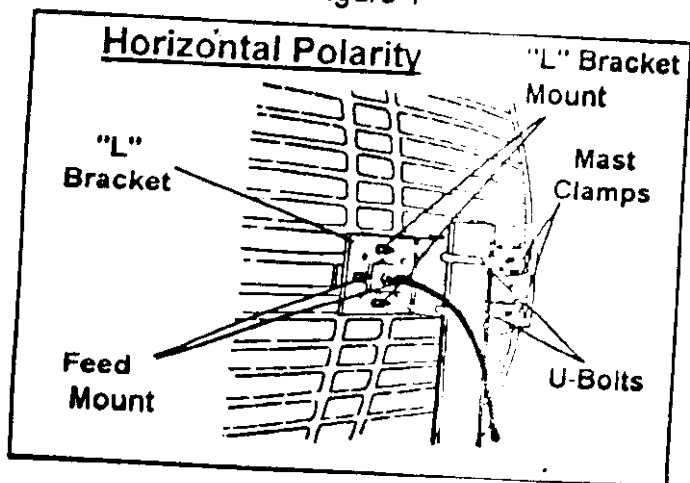 Horizontal Polarity
"L" Bracket
Mount
"L"
Bracket
Mast
Clamps
Feed
Mount
U-Bolts